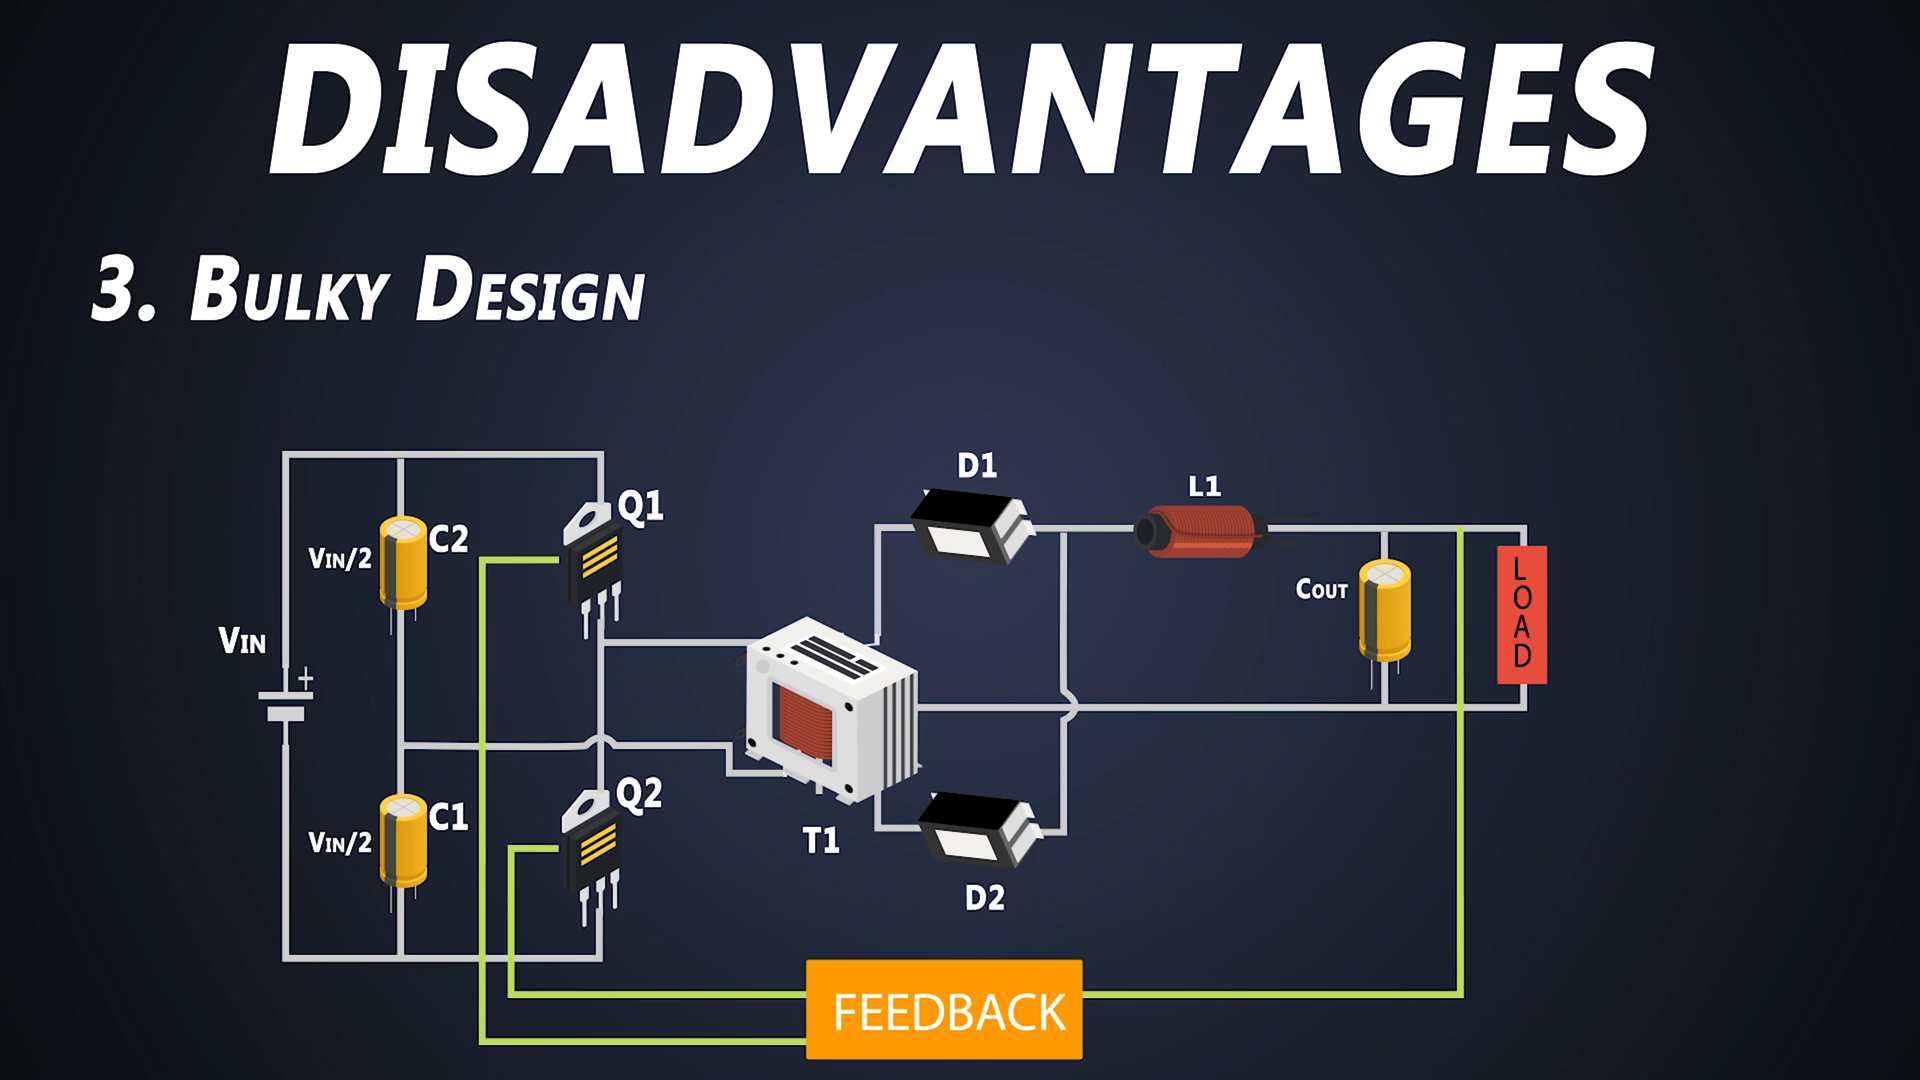 DISADVANTAGES
3. BULKY DESIGN
D1
L1
Q1
C2
VIN/2
COUT
LOAD
VIN
+
Q2
C1
VIN/2
T1
D2
FEEDBACK